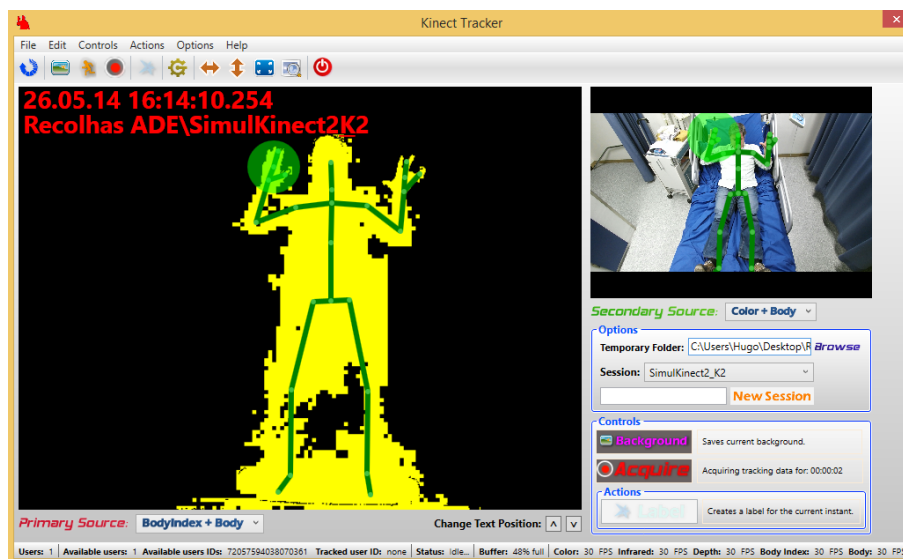 Kinect Tracker
File Edit Controls Actions Options Help
26.05.14 16:14:10.254
Recolhas ADE\SimulKinect2K2
Secondary Source: Color + Body
Options
Temporary Folder: C:\Users\Hugo\Desktop\R Browse
Session: SimulKinect2_K2
New Session
Controls
Background Saves current background.
Acquire Acquiring tracking data for: 00:00:02
Actions
Label Creates a label for the current instant.
Primary Source: BodyIndex + Body Change Text Position:
Users: 1 Available users: 1 Available users IDs: 72057594038070361 Tracked user ID: none Status: Idle... Buffer: 48% full Color: 30 FPS Infrared: 30 FPS Depth: 30 FPS Body Index: 30 FPS Body: 30 FPS